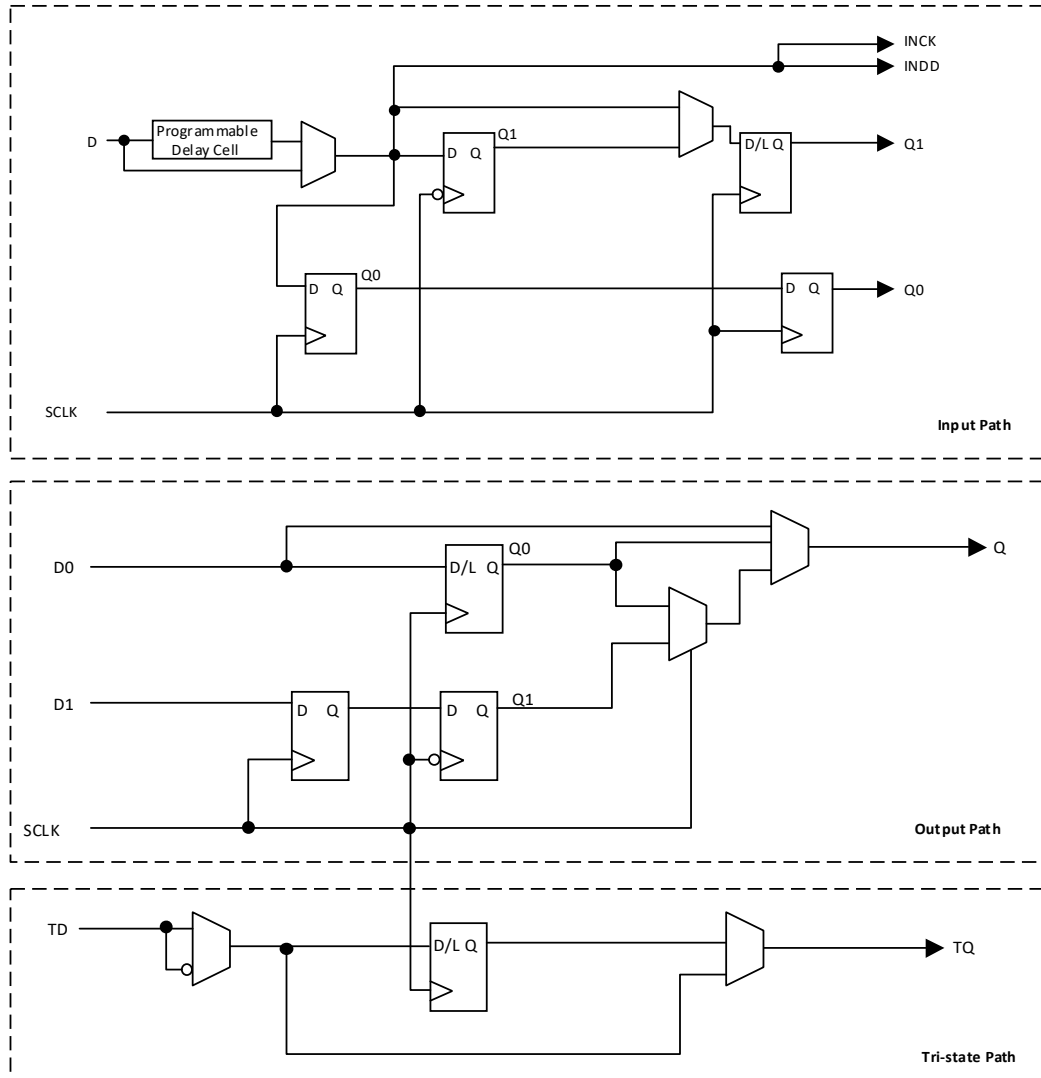 INCK
INDD
D
Programmable
Delay Cell
Q1
D Q
D/L Q
Q1
Q0
D Q
D Q
Q0
SCLK
Input Path
D0
Q0
D/L Q
Q
D1
D Q
D Q
Q1
SCLK
Output Path
TD
D/L Q
TQ
Tri-state Path